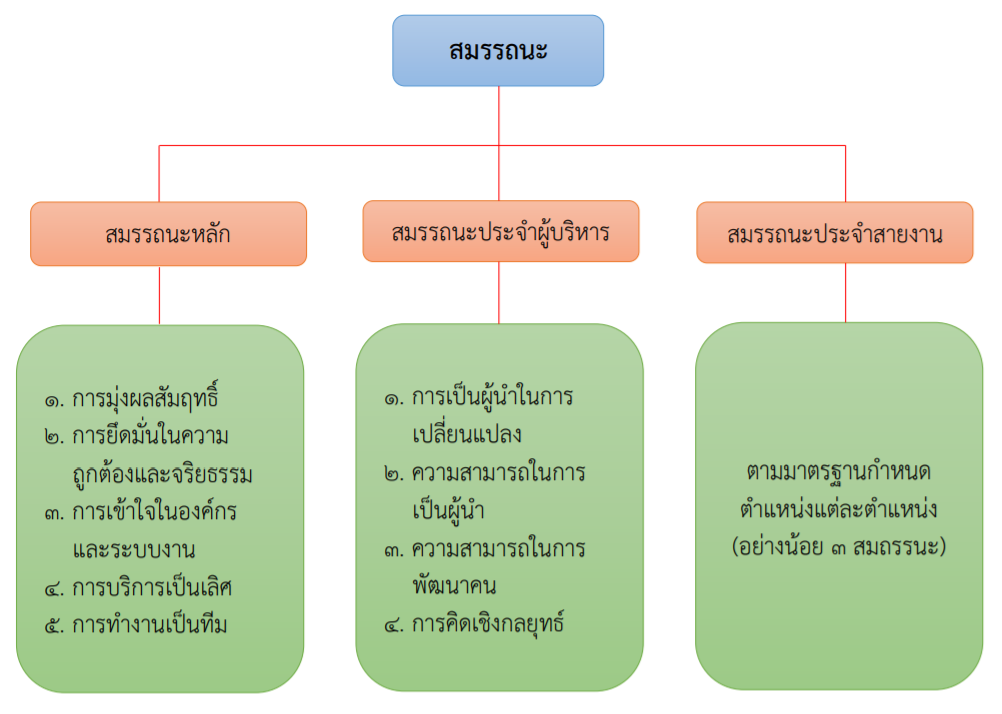 สมรรถนะ
สมรรถนะหลัก
สมรรถนะประจำผู้บริหาร
สมรรถนะประจำสายงาน
๑. การมุ่งผลสัมฤทธิ์
๒. การยึดมั่นในความ
ถูกต้องและจริยธรรม
๓. การเข้าใจในองค์กร
และระบบงาน
๔. การบริการเป็นเลิศ
๕. การทำงานเป็นทีม
๑. การเป็นผู้นำในการ
เปลี่ยนแปลง
๒. ความสามารถในการ
เป็นผู้นำ
๓. ความสามารถในการ
พัฒนาคน
๔. การคิดเชิงกลยุทธ์
ตามมาตรฐานกำหนด
ตำแหน่งแต่ละตำแหน่ง
(อย่างน้อย ๓ สมถรรนะ)